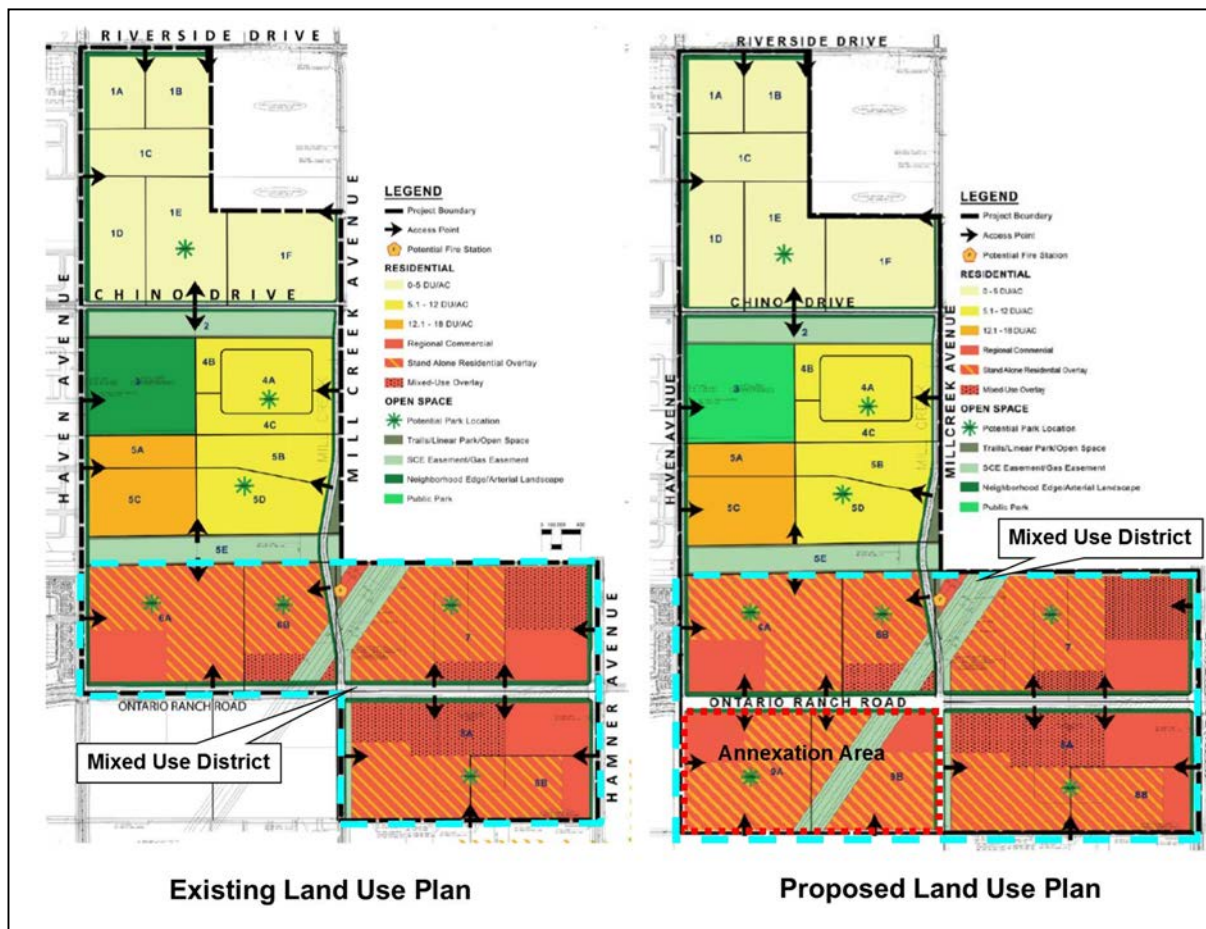 RIVERSIDE DRIVE
1A
1B
1C
1D
1E
1F
CHINO DRIVE
HAVEN AVENUE
MILL CREEK AVENUE
2
3
4B
4A
4C
5A
5B
5C
5D
5E
6A
6B
7
ONTARIO RANCH ROAD
8A
8B
HAMNER AVENUE
Mixed Use District
LEGEND
Project Boundary
Access Point
Potential Fire Station
RESIDENTIAL
0-5 DU/AC
5.1 - 12 DU/AC
12.1 - 18 DU/AC
Regional Commercial
Stand Alone Residential Overlay
Mixed-Use Overlay
OPEN SPACE
Potential Park Location
Trails/Linear Park/Open Space
SCE Easement/Gas Easement
Neighborhood Edge/Arterial Landscape
Public Park
Existing Land Use Plan
RIVERSIDE DRIVE
1A
1B
1C
1D
1E
1F
CHINO DRIVE
HAVEN AVENUE
MILLCREEK AVENUE
2
3
4B
4A
4C
5A
5B
5C
5D
5E
6A
6B
7
ONTARIO RANCH ROAD
Annexation Area
9A
9B
8A
8B
Mixed Use District
LEGEND
Project Boundary
Access Point
Potential Fire Station
RESIDENTIAL
0 - 5 DU/AC
5.1 - 12 DU/AC
12.1 - 18 DU/AC
Regional Commercial
Stand Alone Residential Overlay
Mixed-Use Overlay
OPEN SPACE
Potential Park Location
Trails/Linear Park/Open Space
SCE Easement/Gas Easement
Neighborhood Edge/Arterial Landscape
Public Park
Proposed Land Use Plan